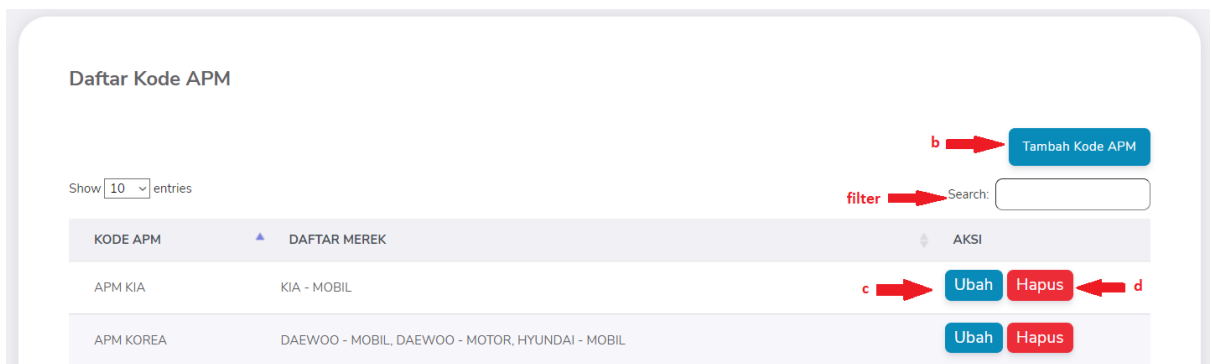 Daftar Kode APM
b Tambah Kode APM
Show 10 entries filter Search:
KODE APM DAFTAR MEREK AKSI
APM KIA KIA - MOBIL c Ubah Hapus d
APM KOREA DAEWOO - MOBIL, DAEWOO - MOTOR, HYUNDAI - MOBIL Ubah Hapus